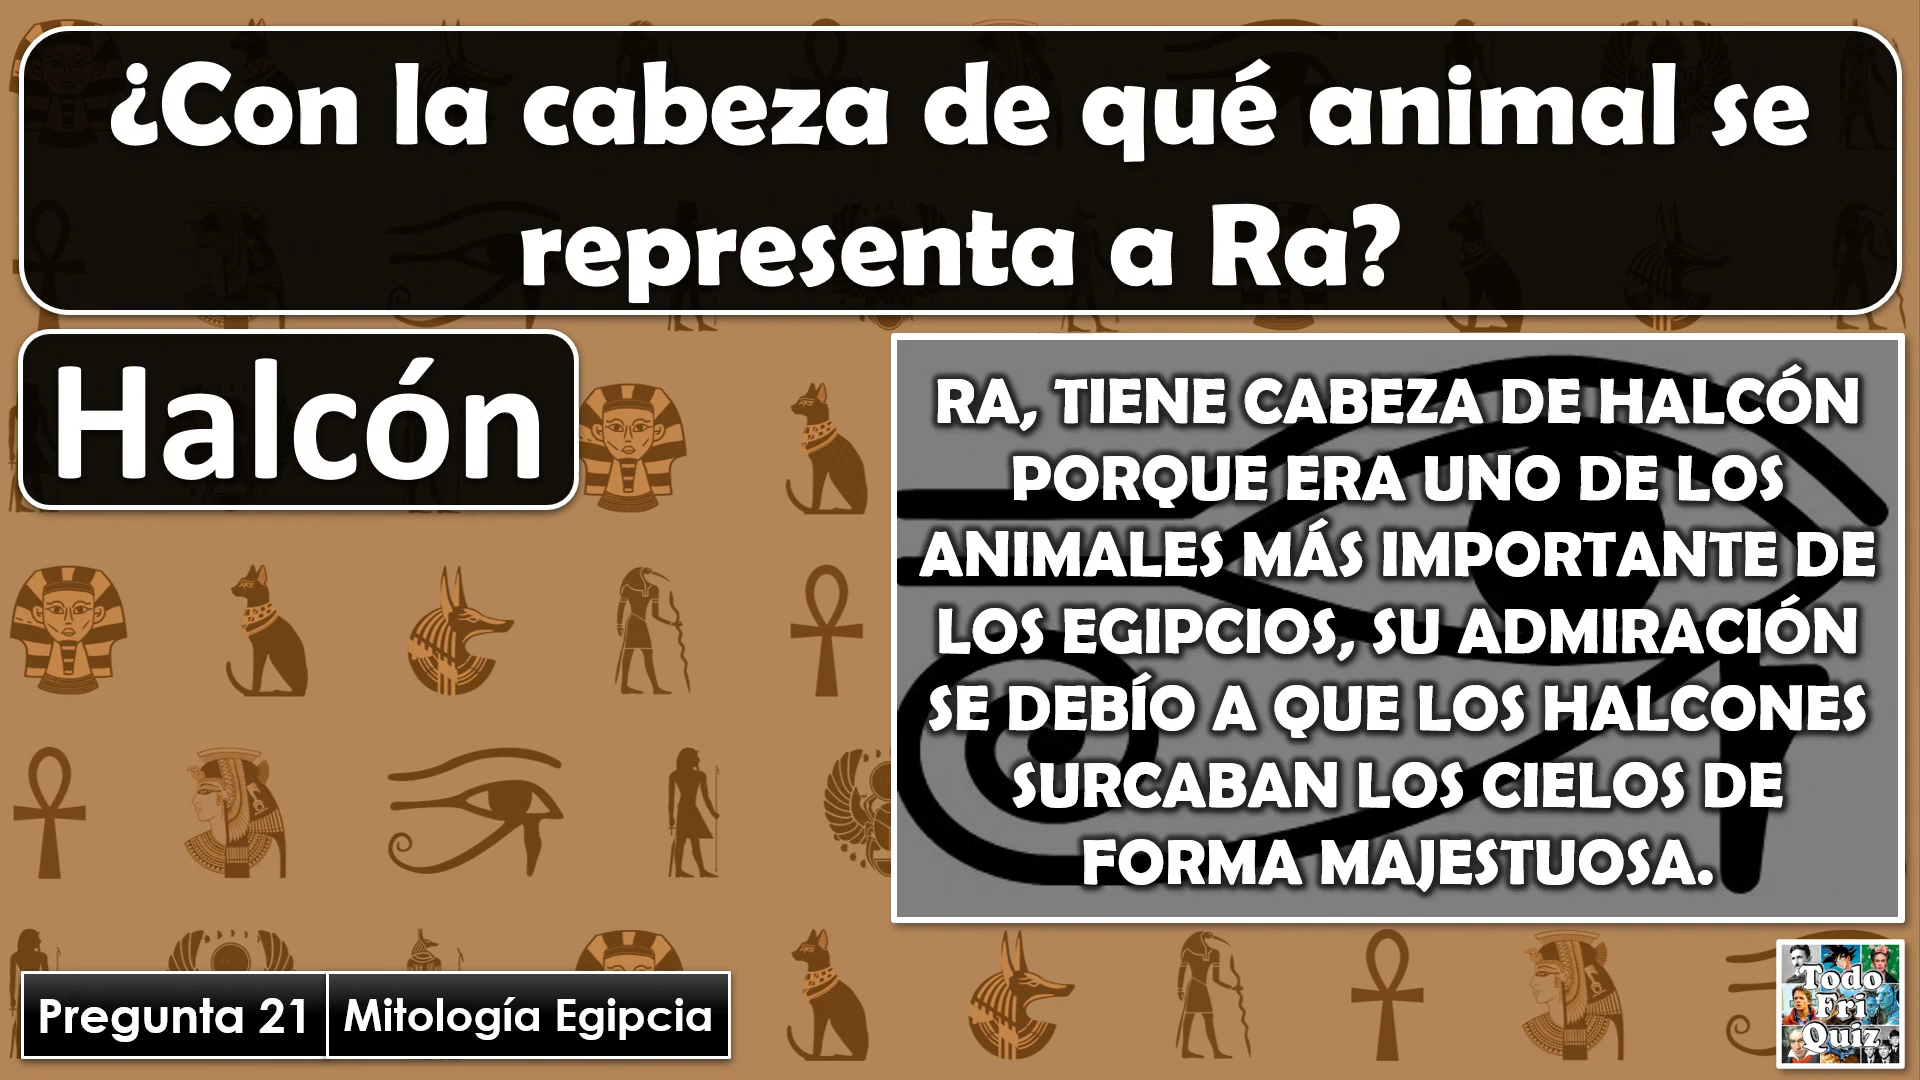 ¿Con la cabeza de qué animal se
representa a Ra?
Halcón
RA, TIENE CABEZA DE HALCÓN
PORQUE ERA UNO DE LOS
ANIMALES MÁS IMPORTANTE DE
LOS EGIPCIOS, SU ADMIRACIÓN
SE DEBÍO A QUE LOS HALCONES
SURCABAN LOS CIELOS DE
FORMA MAJESTUOSA.
Pregunta 21
Mitología Egipcia
Todo
Fri
Quiz